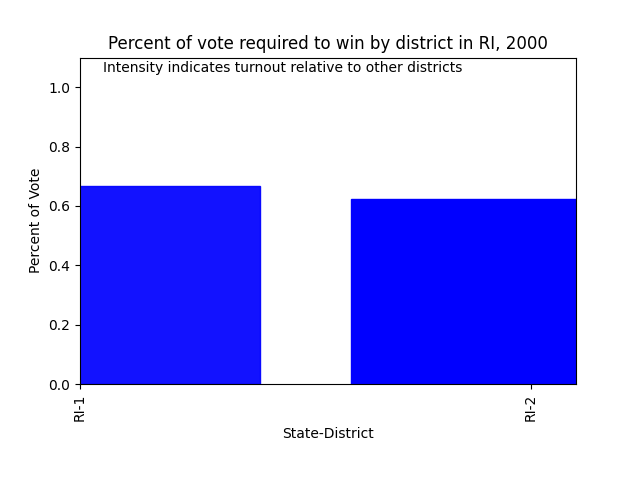 Percent of vote required to win by district in RI, 2000
Intensity indicates turnout relative to other districts
1.0
0.8
0.6
0.4
0.2
0.0
Percent of Vote
RI-1
RI-2
State-District